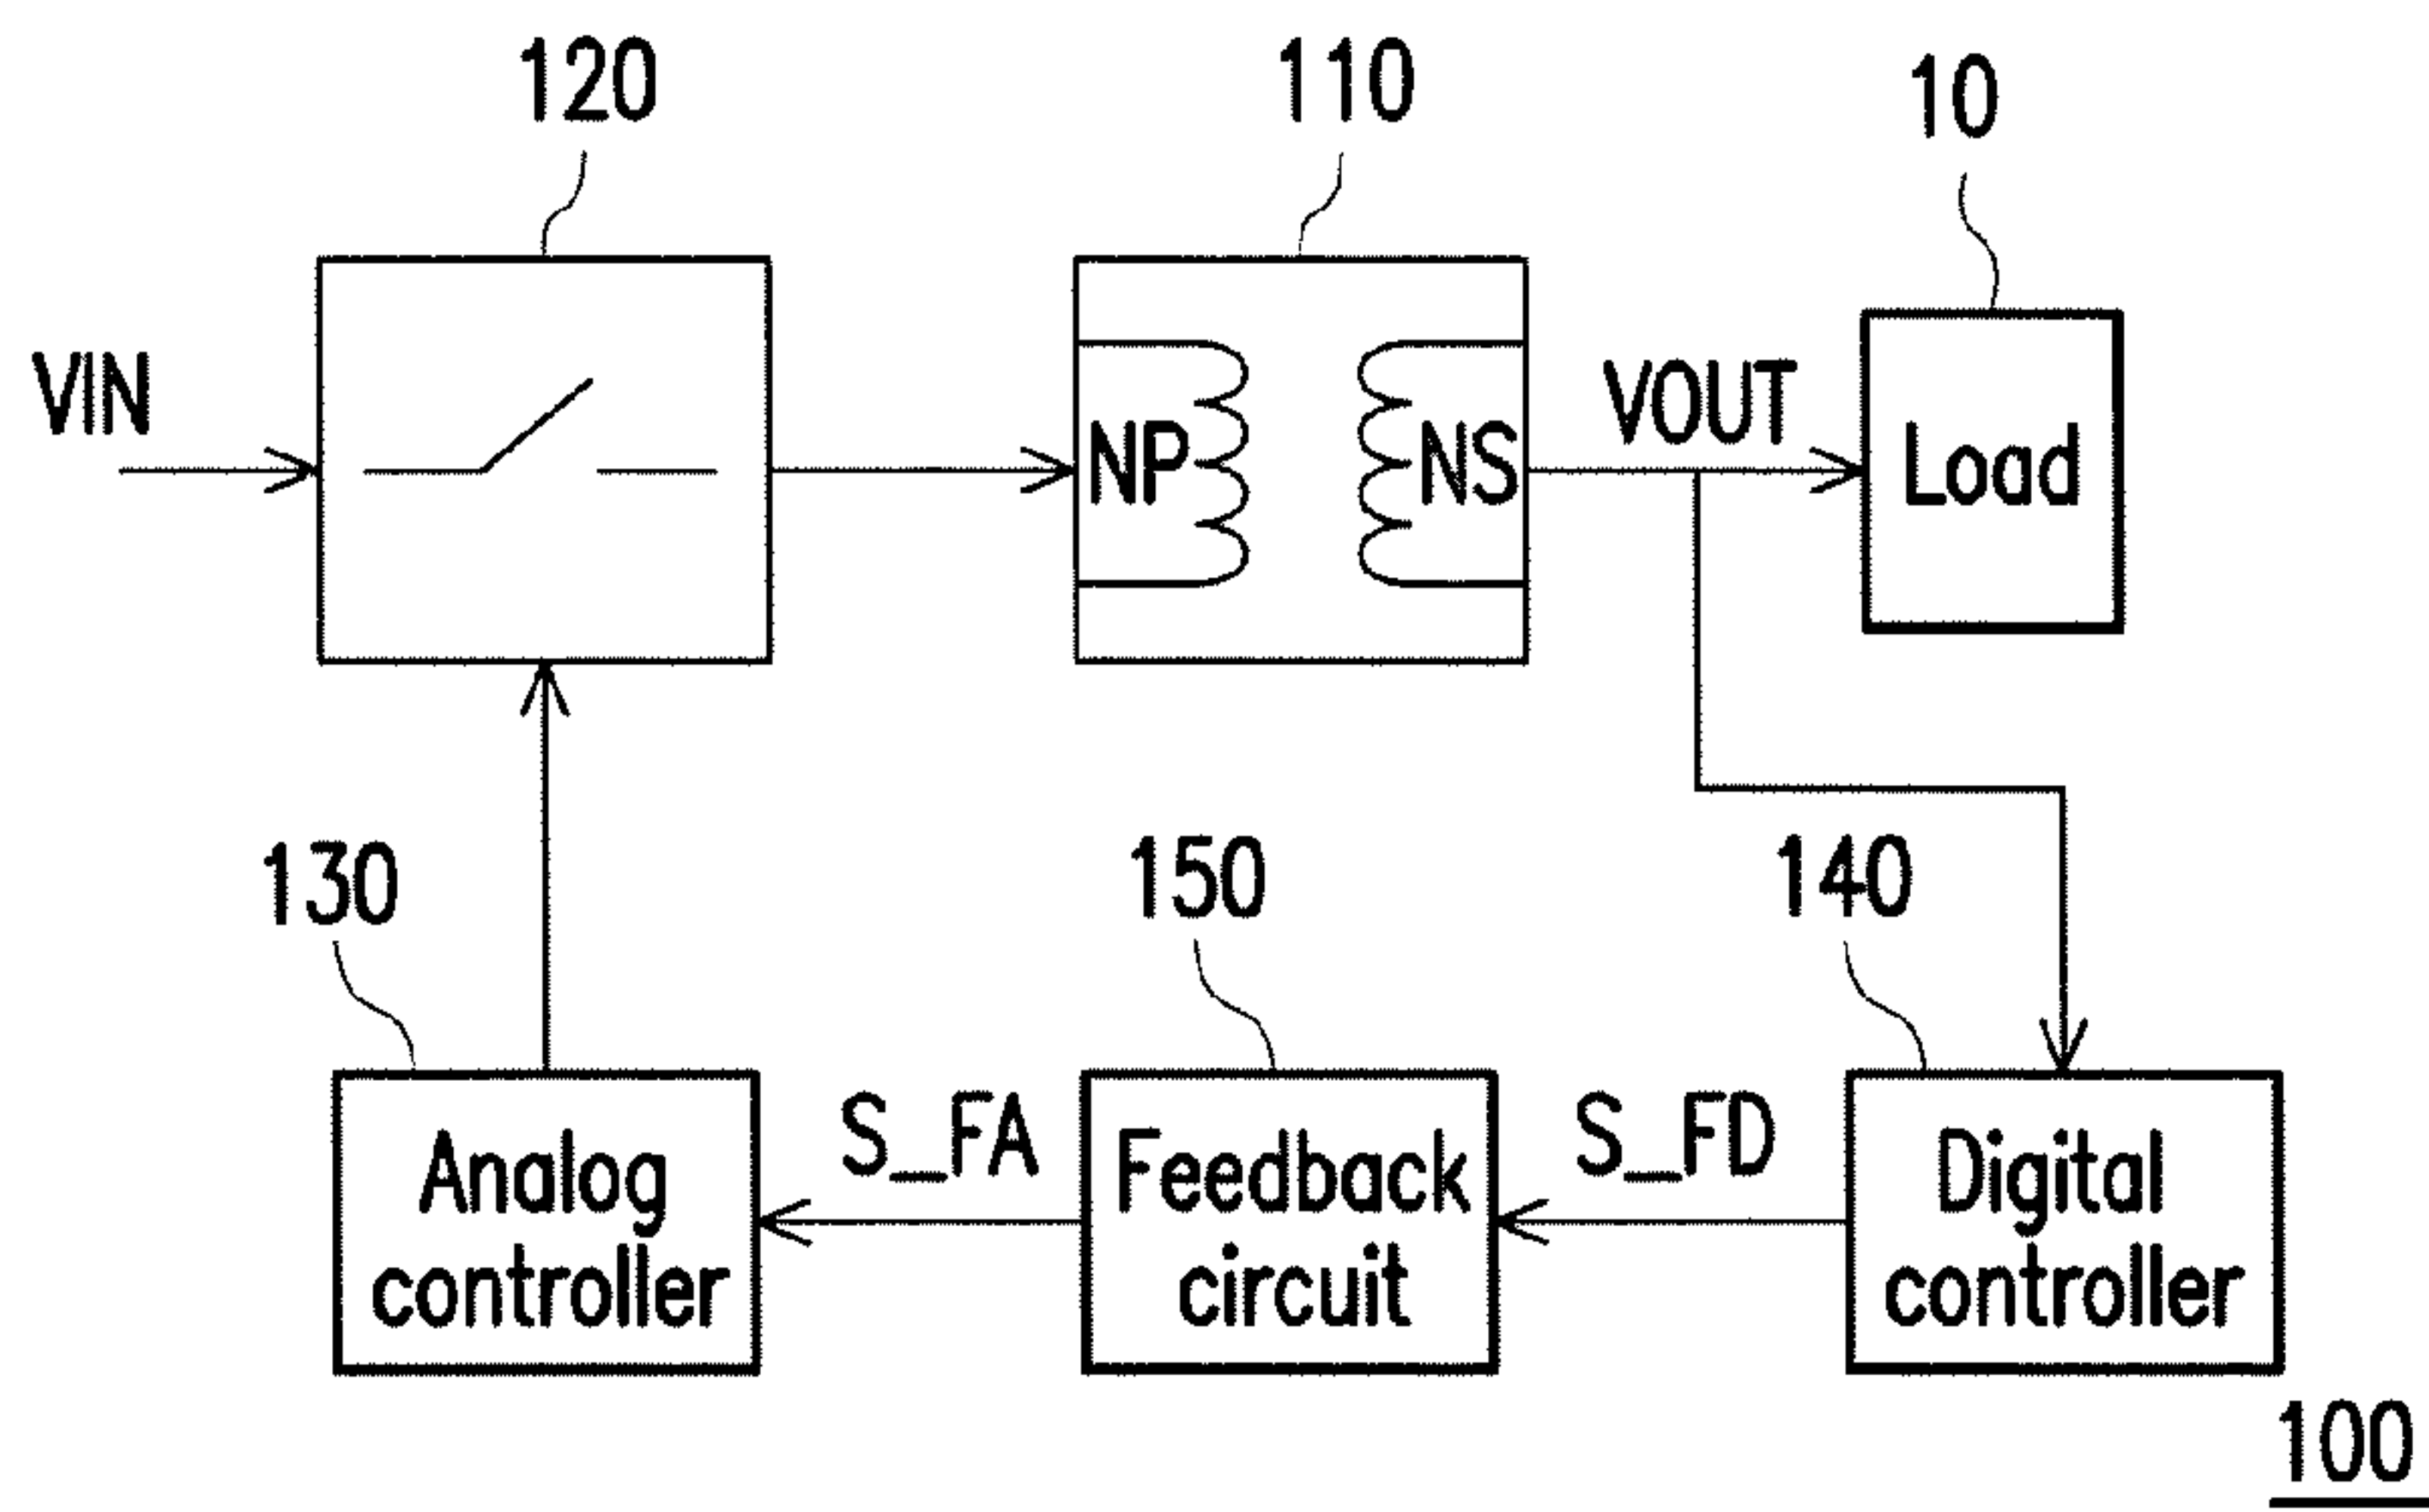 120
110
10
VIN
NP
NS
VOUT
Load
130
150
140
Analog
controller
S_FA
Feedback
circuit
S_FD
Digital
controller
100